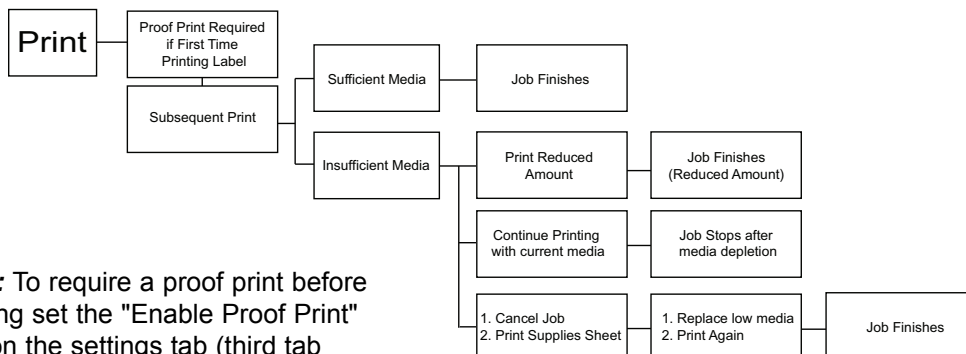 Print
Proof Print Required
if First Time
Printing Label
Subsequent Print
Sufficient Media
Job Finishes
Insufficient Media
Print Reduced
Amount
Job Finishes
(Reduced Amount)
Continue Printing
with current media
Job Stops after
media depletion
1. Cancel Job
2. Print Supplies Sheet
1. Replace low media
2. Print Again
Job Finishes
: To require a proof print before
set the "Enable Proof Print"
the settings tab (third tab